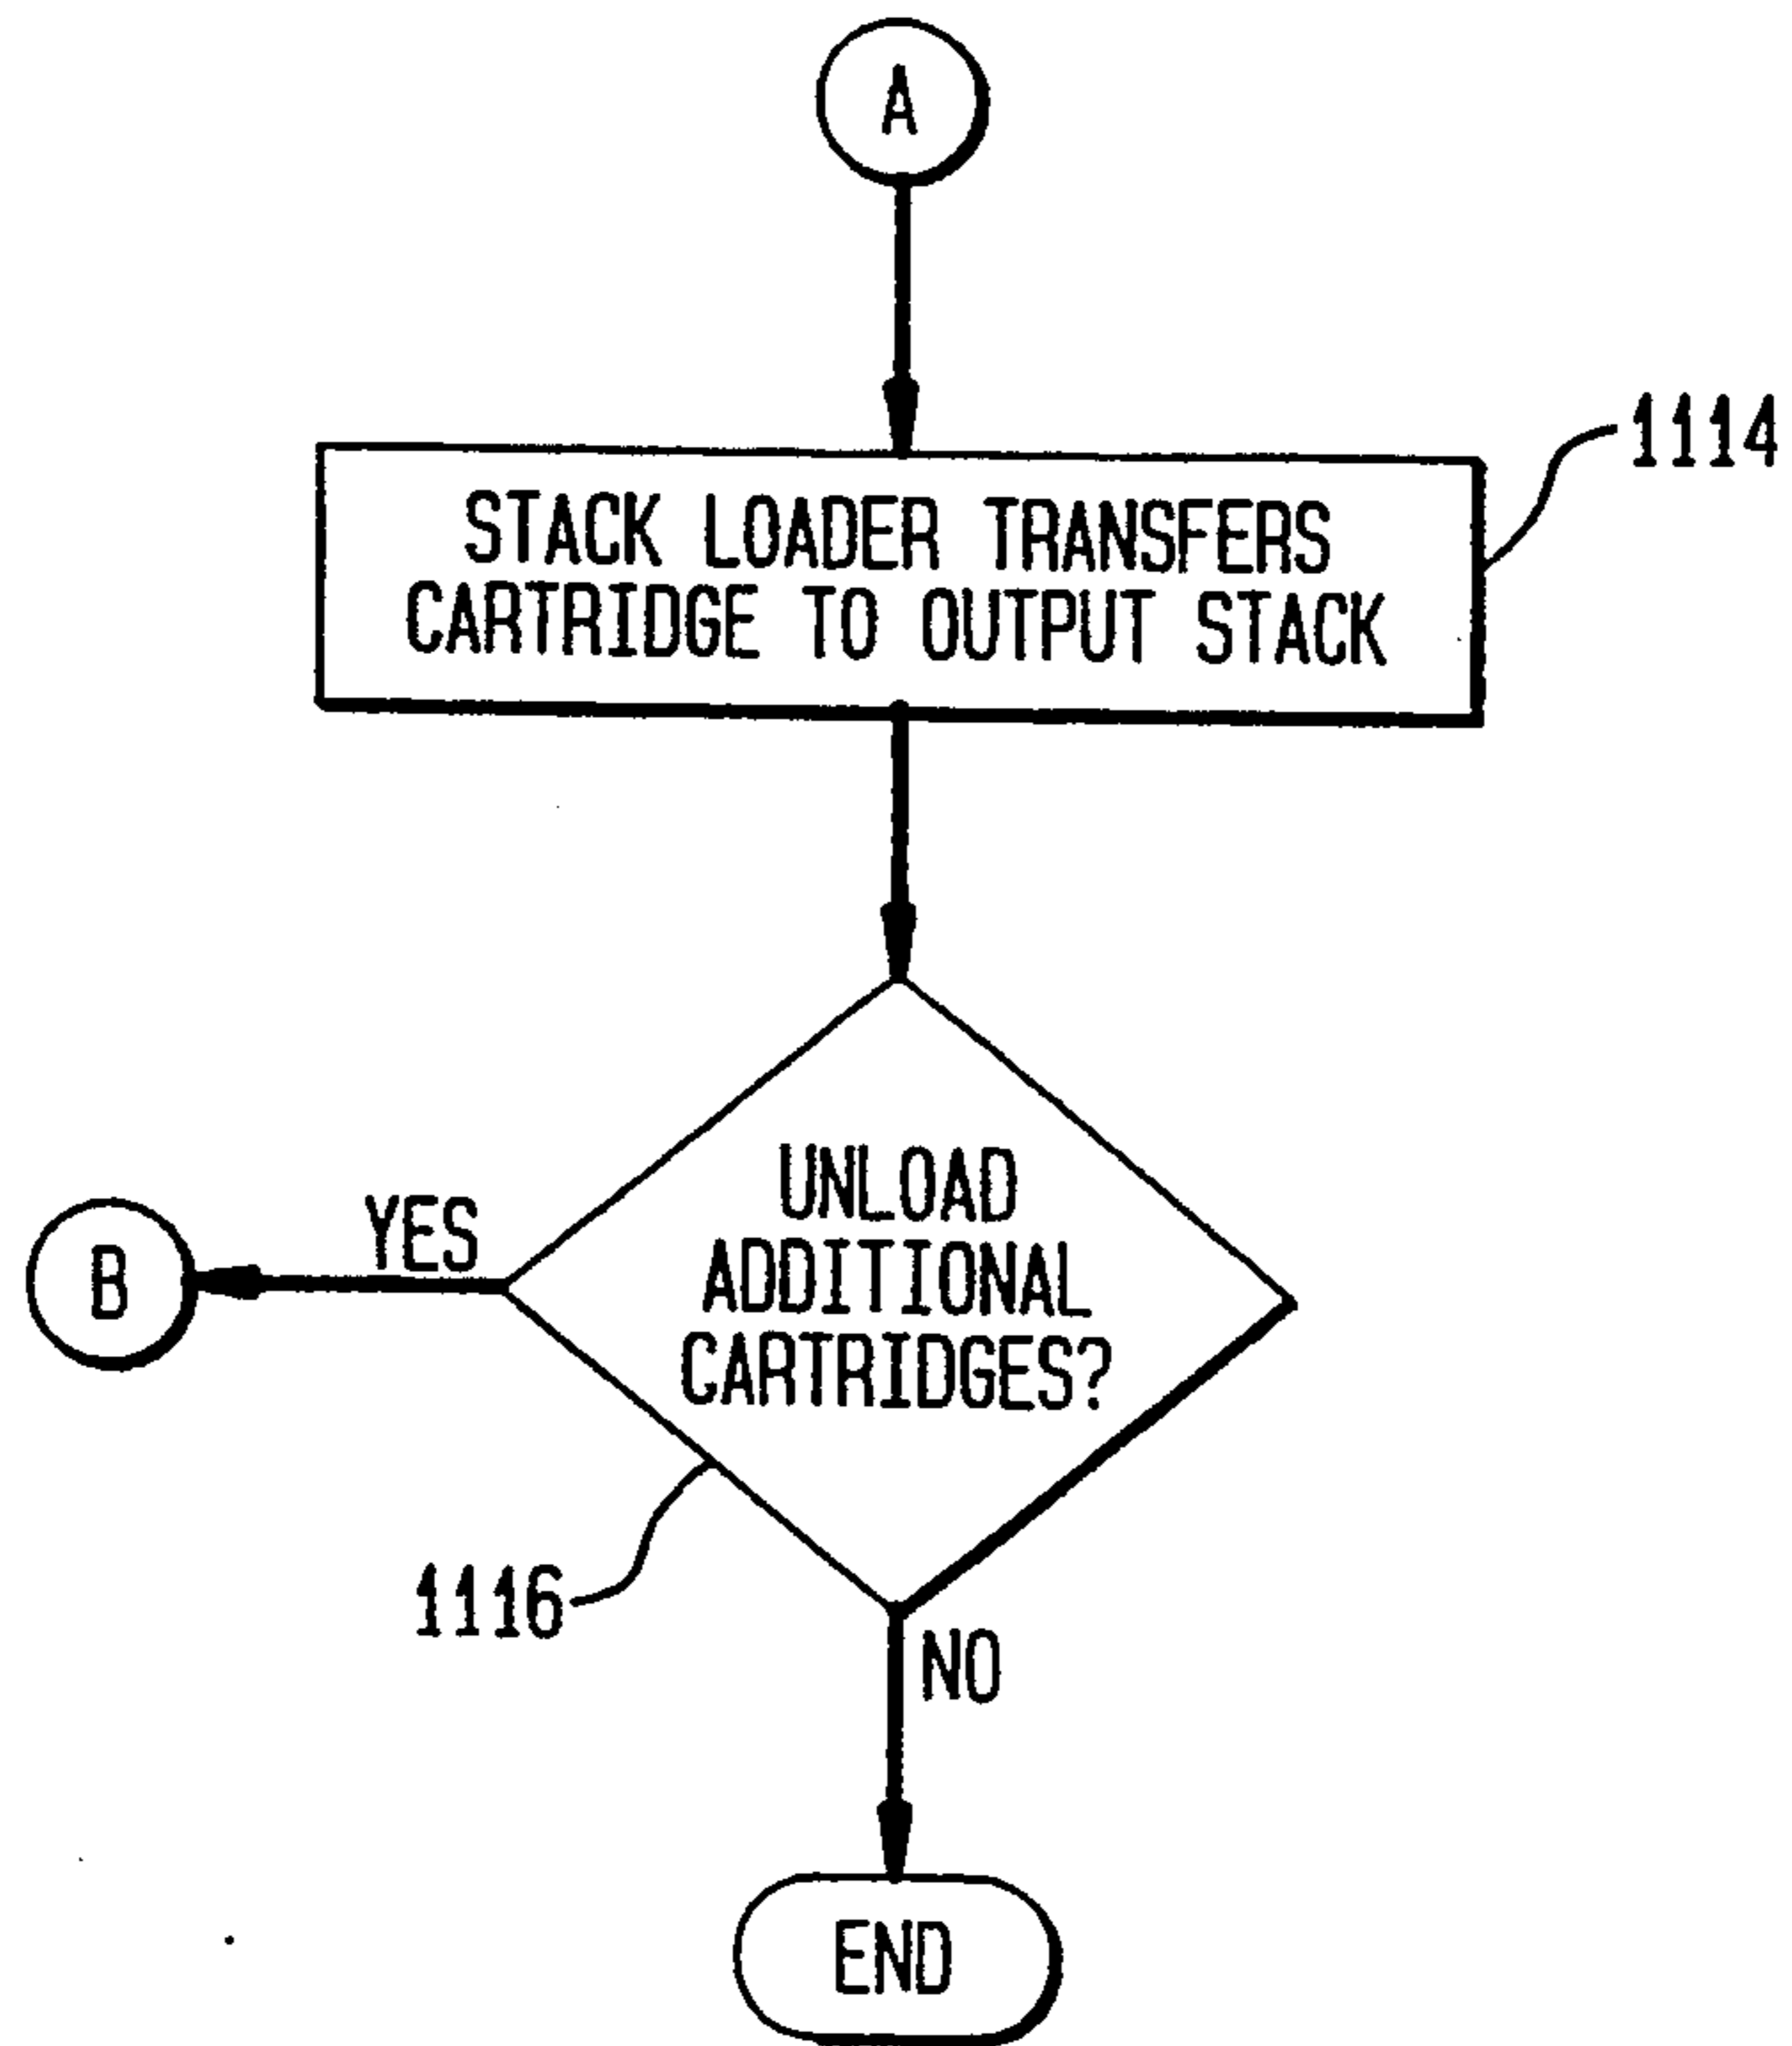 A
1114
STACK LOADER TRANSFERS
CARTRIDGE TO OUTPUT STACK
UNLOAD
ADDITIONAL
CARTRIDGES?
YES
B
1116
NO
END